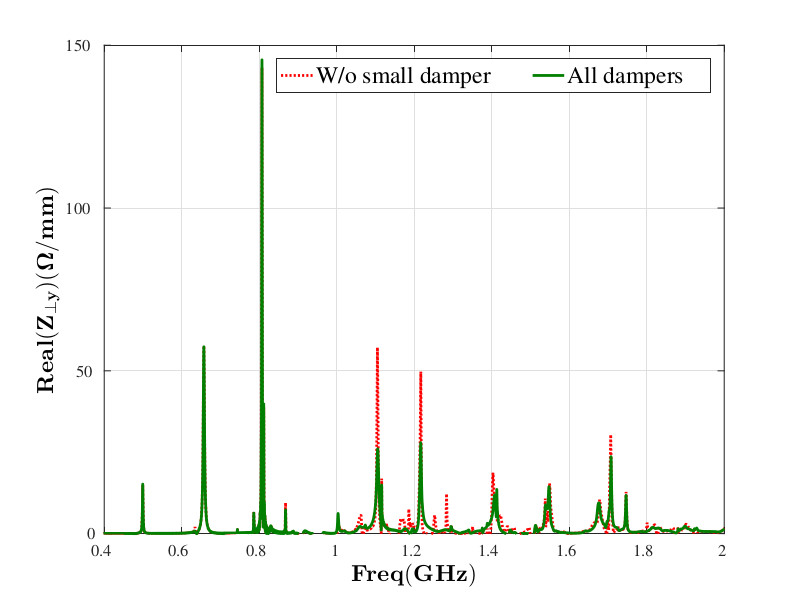 150
100
50
0
W/o small damper All dampers
0.4 0.6 0.8 1 1.2 1.4 1.6 1.8 2
Freq(GHz)
Real(Z⊥y)(Ω/mm)